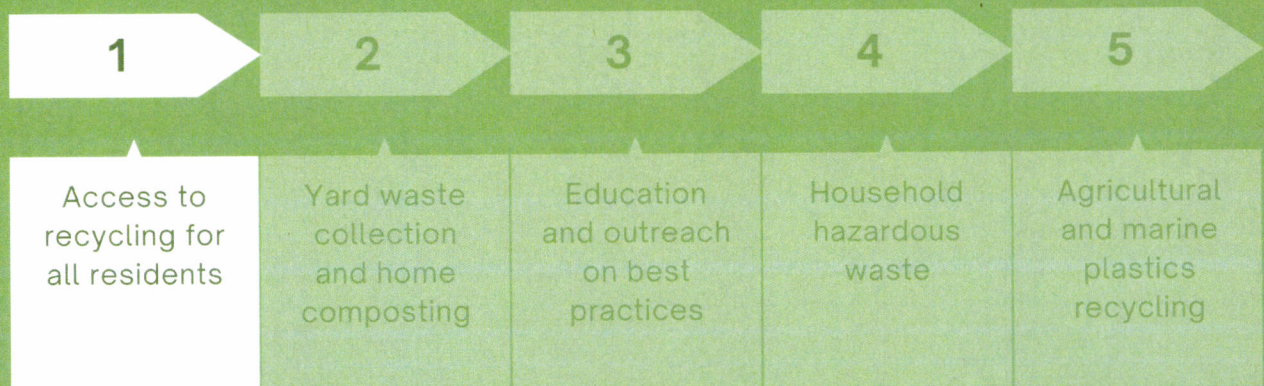 1
2
3
4
5
Access to
recycling for
all residents
Yard waste
collection
and home
composting
Education
and outreach
on best
practices
Household
hazardous
waste
Agricultural
and marine
plastics
recycling